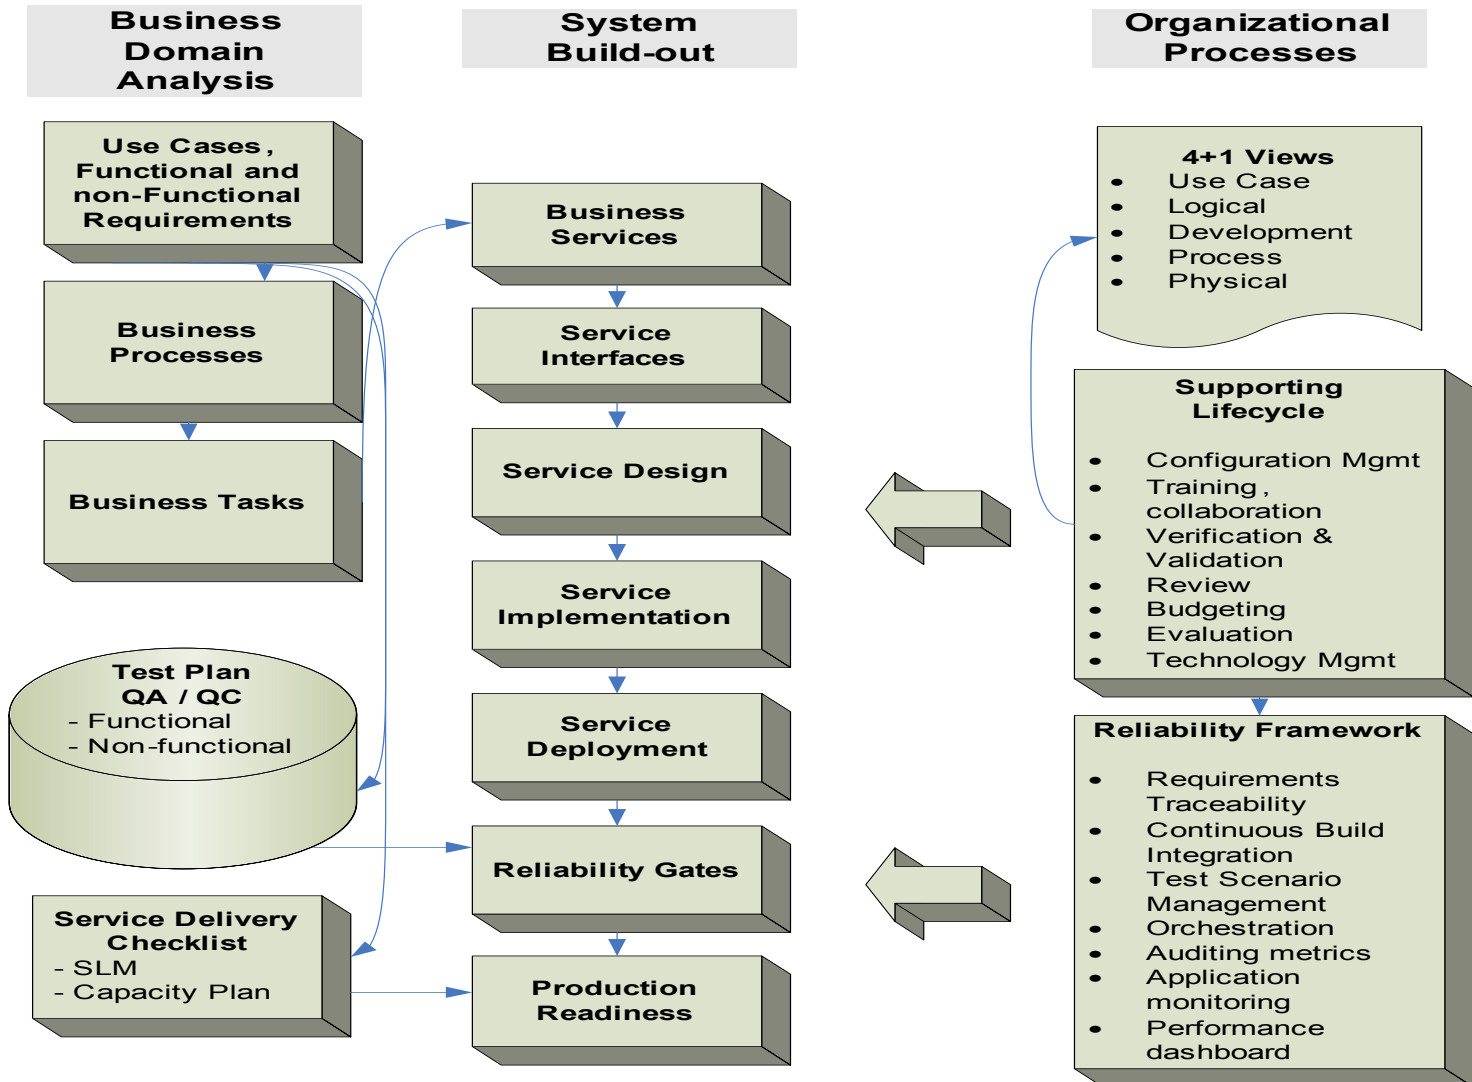 Business
Domain
Analysis
Use Cases,
Functional and
non-Functional
Requirements
Business
Processes
Business Tasks
Test Plan
QA / QC
- Functional
- Non-functional
Service Delivery
Checklist
- SLM
- Capacity Plan
System
Build-out
Business
Services
Service
Interfaces
Service Design
Service
Implementation
Service
Deployment
Reliability Gates
Production
Readiness
Organizational
Processes
4+1 Views
• Use Case
• Logical
• Development
• Process
• Physical
Supporting
Lifecycle
• Configuration Mgmt
• Training,
collaboration
• Verification &
Validation
• Review
• Budgeting
• Evaluation
• Technology Mgmt
Reliability Framework
• Requirements
Traceability
• Continuous Build
Integration
• Test Scenario
Management
• Orchestration
• Auditing metrics
• Application
monitoring
• Performance
dashboard